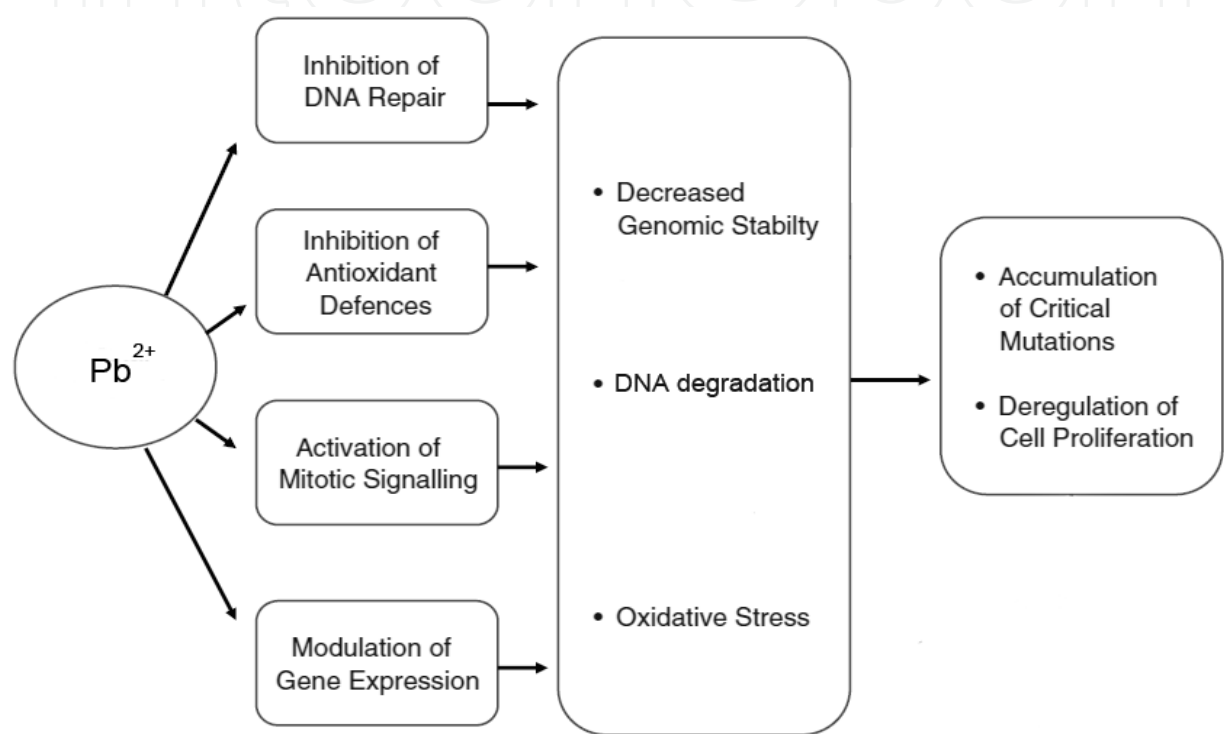 Inhibition of
DNA Repair
Inhibition of
Antioxidant
Defences
Pb2+
Activation of
Mitotic Signalling
Modulation of
Gene Expression
• Decreased
Genomic Stabilty
• DNA degradation
• Oxidative Stress
• Accumulation
of Critical
Mutations
• Deregulation of
Cell Proliferation